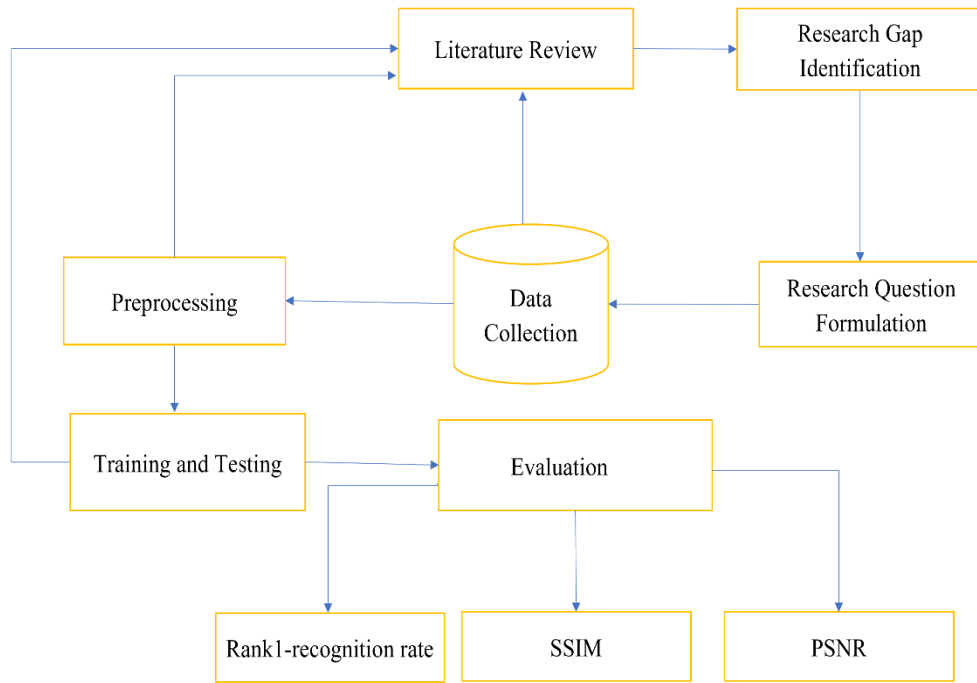 Literature Review
Research Gap
Identification
Preprocessing
Data
Collection
Research Question
Formulation
Training and Testing
Evaluation
Rank1-recognition rate
SSIM
PSNR